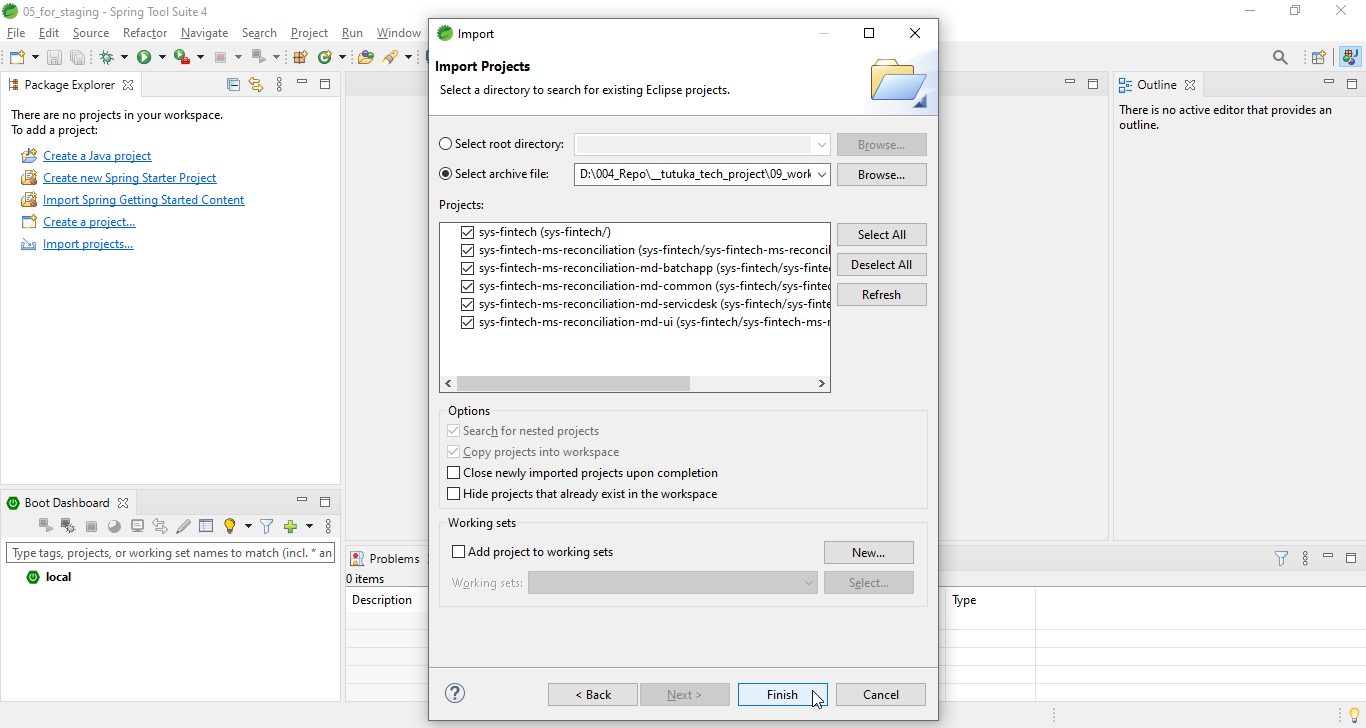 05_for_staging - Spring Tool Suite 4
File Edit Source Refactor Navigate Search Project Run Window
Package Explorer
There are no projects in your workspace.
To add a project:
Create a Java project
Create new Spring Starter Project
Import Spring Getting Started Content
Create a project...
Import projects...
Boot Dashboard
Type tags, projects, or working set names to match (incl. * an
local
Import
Import Projects
Select a directory to search for existing Eclipse projects.
Select root directory:
Browse...
Select archive file:
D:\004_Repo\__tutuka_tech_project\09_work
Browse...
Projects:
sys-fintech (sys-fintech/)
sys-fintech-ms-reconciliation (sys-fintech/sys-fintech-ms-reconcil
sys-fintech-ms-reconciliation-md-batchapp (sys-fintech/sys-finte
sys-fintech-ms-reconciliation-md-common (sys-fintech/sys-fintec
sys-fintech-ms-reconciliation-md-servicdesk (sys-fintech/sys-finte
sys-fintech-ms-reconciliation-md-ui (sys-fintech/sys-fintech-ms-r
Select All
Deselect All
Refresh
Options
Search for nested projects
Copy projects into workspace
Close newly imported projects upon completion
Hide projects that already exist in the workspace
Working sets
Add project to working sets
New...
Working sets:
Select...
?
< Back
Next >
Finish
Cancel
Problems
0 items
Description
Type
Outline
There is no active editor that provides an
outline.